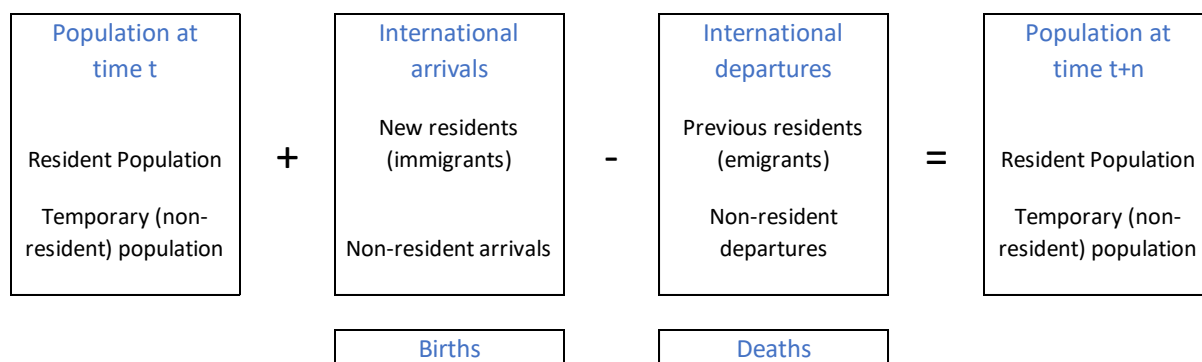 Population at
time t
Resident Population
Temporary (non-
resident) population
+
International
arrivals
New residents
(immigrants)
Non-resident arrivals
-
International
departures
Previous residents
(emigrants)
Non-resident
departures
=
Population at
time t+n
Resident Population
Temporary (non-
resident) population
Births
Deaths